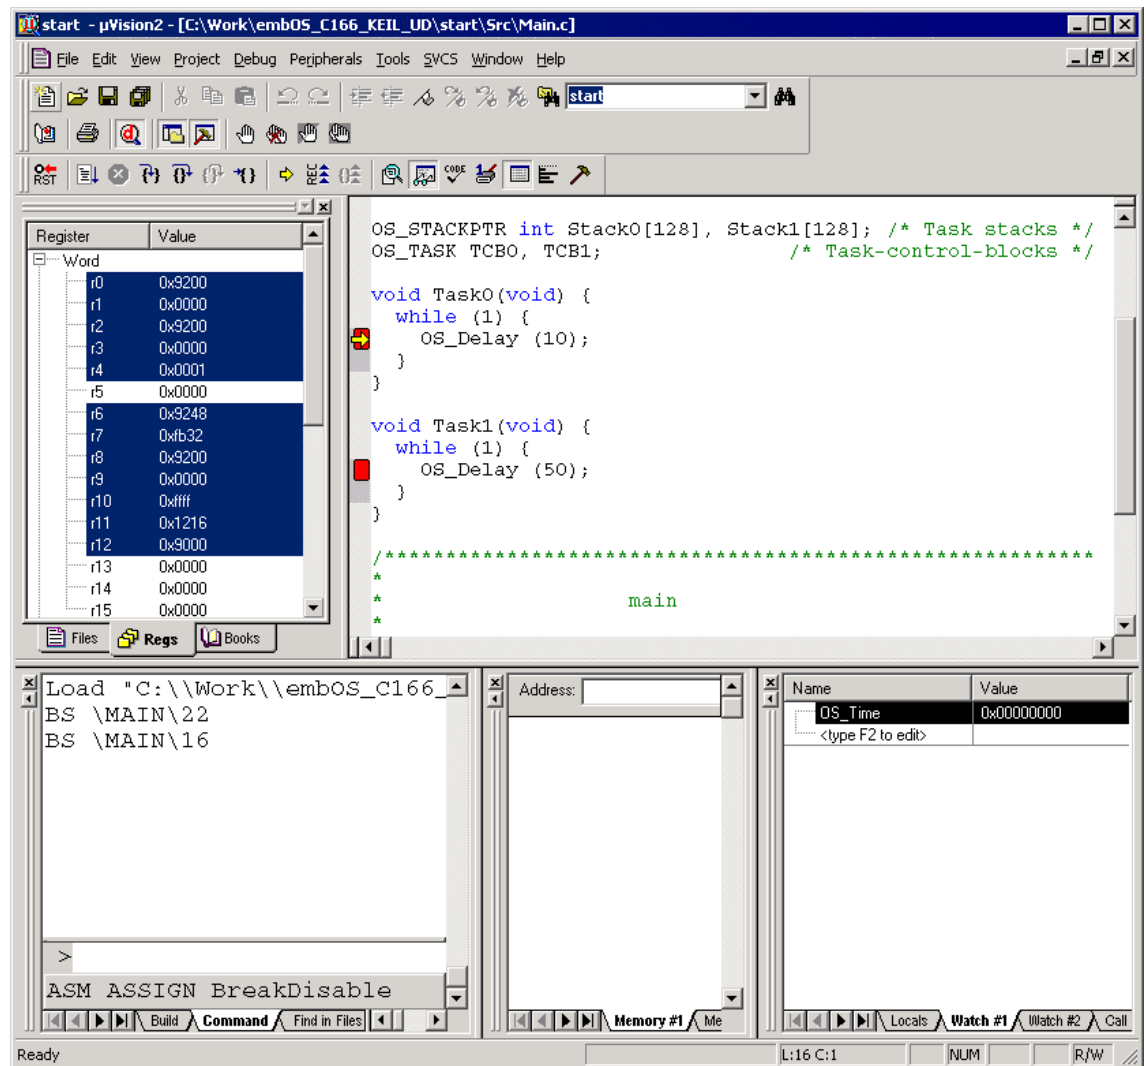 start - µVision2 - [C:\Work\embOS_C166_KEIL_UD\start\Src\Main.c]
File Edit View Project Debug Peripherals Tools SVCS Window Help
start
RST
CODE
Register Value
Word
r0 0x9200
r1 0x0000
r2 0x9200
r3 0x0000
r4 0x0001
r5 0x0000
r6 0x9248
r7 0xfb32
r8 0x9200
r9 0x0000
r10 0xffff
r11 0x1216
r12 0x9000
r13 0x0000
r14 0x0000
r15 0x0000
Files Regs Books
OS_STACKPTR int Stack0[128], Stack1[128]; /* Task stacks */
OS_TASK TCB0, TCB1; /* Task-control-blocks */
void Task0(void) {
while (1) {
OS_Delay (10);
}
}
void Task1(void) {
while (1) {
OS_Delay (50);
}
}
/**********************************************************
*
* main
*
Load "C:\\Work\\embOS_C166_
BS \MAIN\22
BS \MAIN\16
>
ASM ASSIGN BreakDisable
Build Command Find in Files
Address:
Memory #1 Me
Name Value
OS_Time 0x00000000
<type F2 to edit>
Locals Watch #1 Watch #2 Call
Ready L:16 C:1 NUM R/W